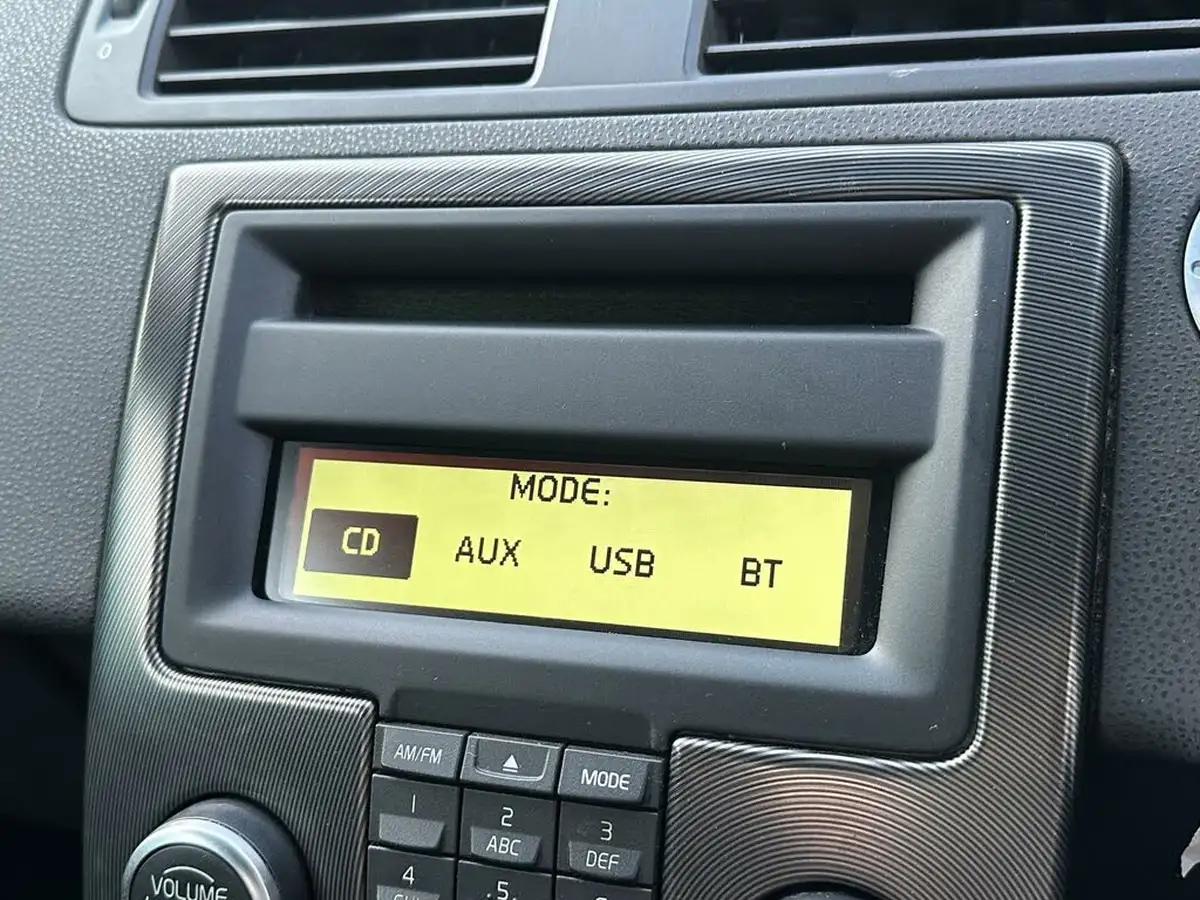 MODE:
CD AUX USB BT
AM/FM MODE
1 2 3
ABC DEF
4 5
VOLUME